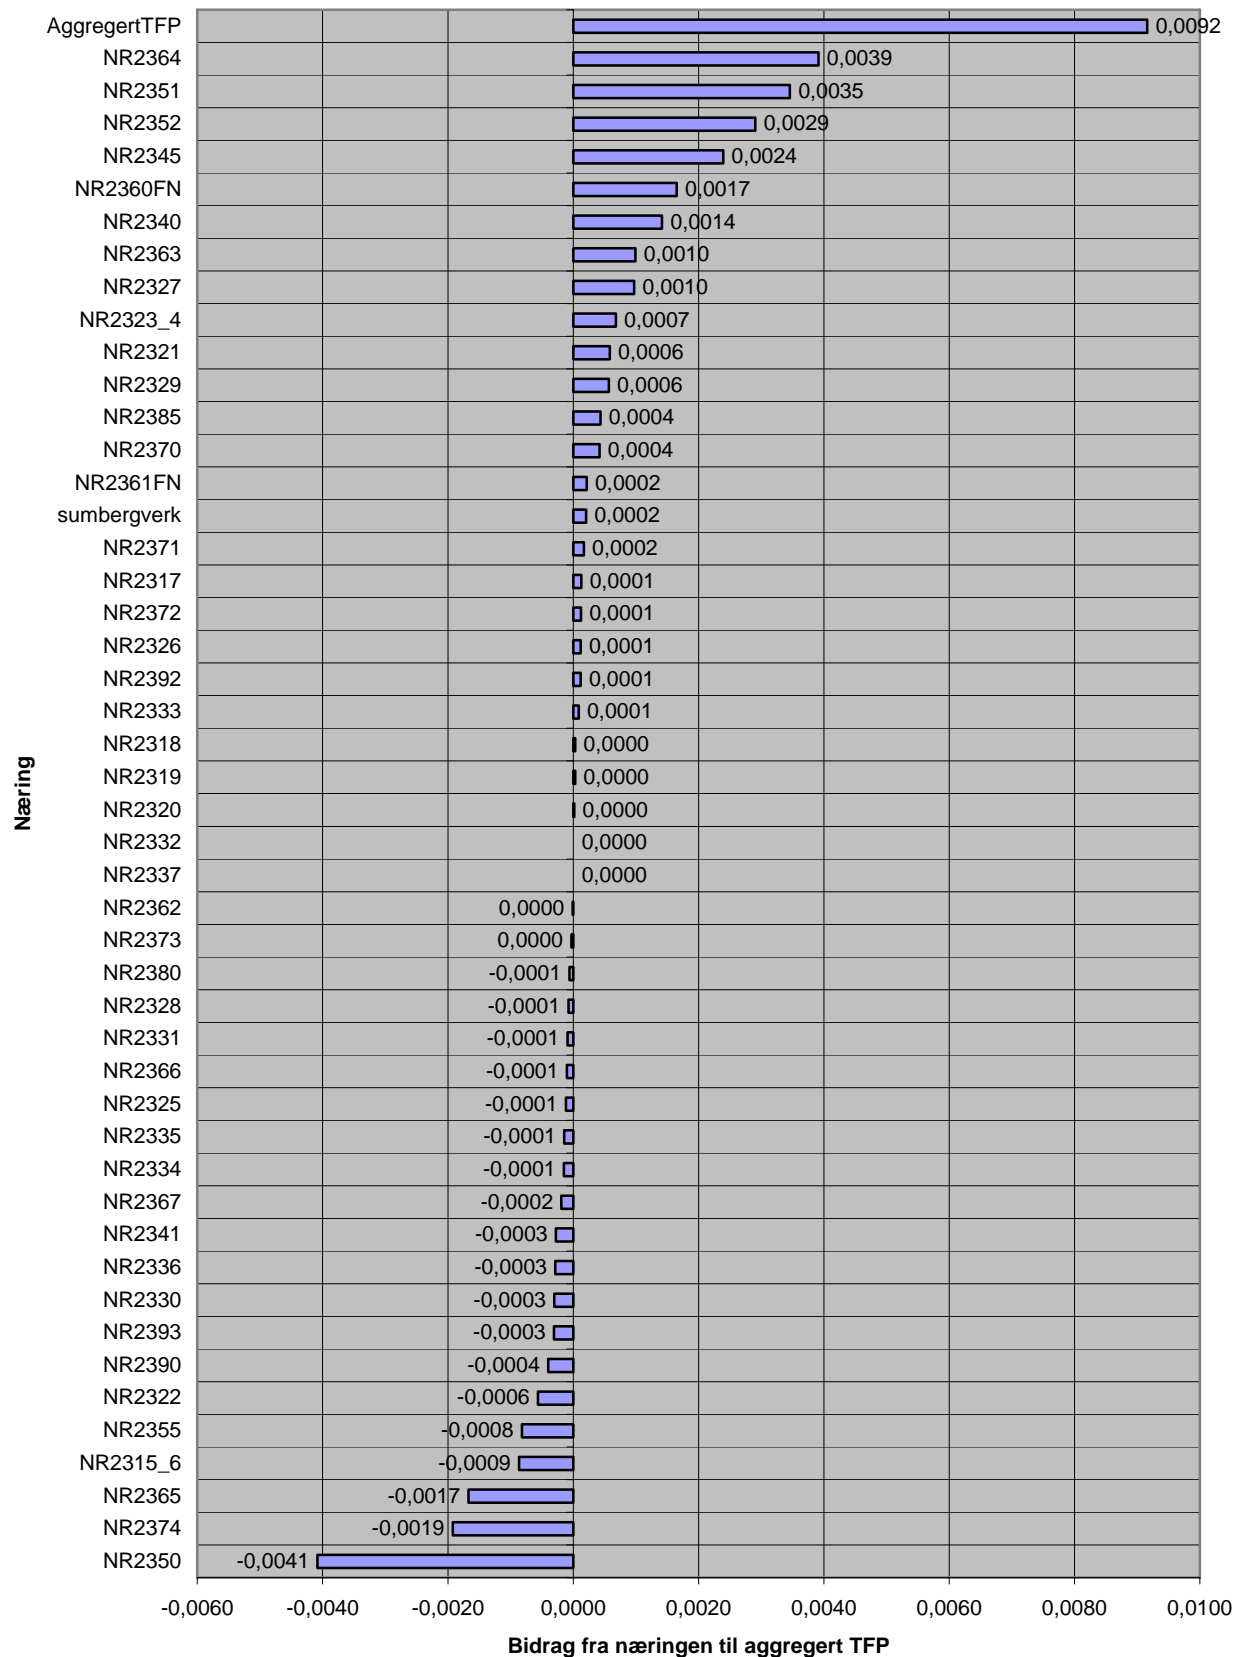 AggregertTFP 0,0092
NR2364 0,0039
NR2351 0,0035
NR2352 0,0029
NR2345 0,0024
NR2360FN 0,0017
NR2340 0,0014
NR2363 0,0010
NR2327 0,0010
NR2323_4 0,0007
NR2321 0,0006
NR2329 0,0006
NR2385 0,0004
NR2370 0,0004
NR2361FN 0,0002
sumbergverk 0,0002
NR2371 0,0002
NR2317 0,0001
NR2372 0,0001
NR2326 0,0001
NR2392 0,0001
NR2333 0,0001
NR2318 0,0000
NR2319 0,0000
NR2320 0,0000
NR2332 0,0000
NR2337 0,0000
NR2362 0,0000
NR2373 0,0000
NR2380 -0,0001
NR2328 -0,0001
NR2331 -0,0001
NR2366 -0,0001
NR2325 -0,0001
NR2335 -0,0001
NR2334 -0,0001
NR2367 -0,0002
NR2341 -0,0003
NR2336 -0,0003
NR2330 -0,0003
NR2393 -0,0003
NR2390 -0,0004
NR2322 -0,0006
NR2355 -0,0008
NR2315_6 -0,0009
NR2365 -0,0017
NR2374 -0,0019
NR2350 -0,0041
Næring
-0,0060 -0,0040 -0,0020 0,0000 0,0020 0,0040 0,0060 0,0080 0,0100
Bidrag fra næringen til aggregert TFP